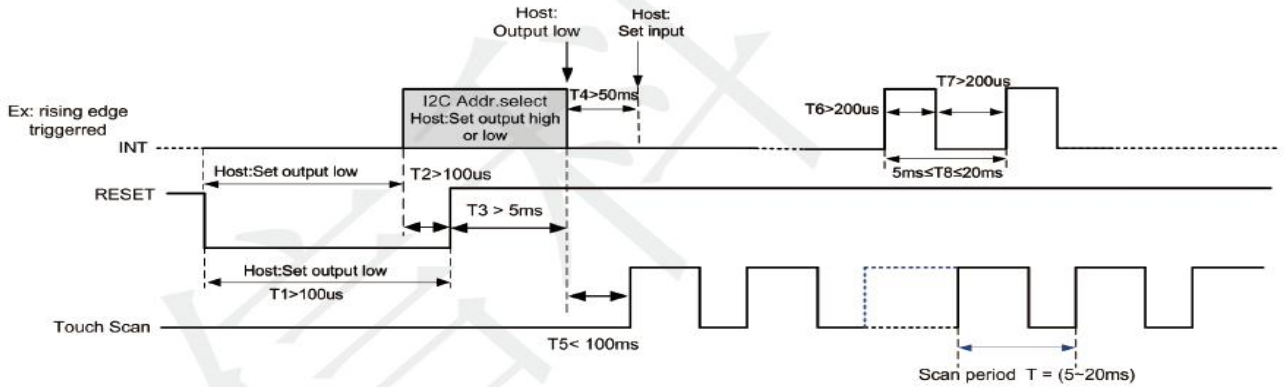 Host:
Output low
Host:
Set input
Ex: rising edge
triggerred
INT
I2C Addr.select
Host:Set output high
or low
T4>50ms
T6>200us
T7>200us
5ms≤T8≤20ms
Host:Set output low
T2>100us
RESET
T3 > 5ms
Host:Set output low
T1>100us
Touch Scan
T5< 100ms
Scan period T = (5~20ms)